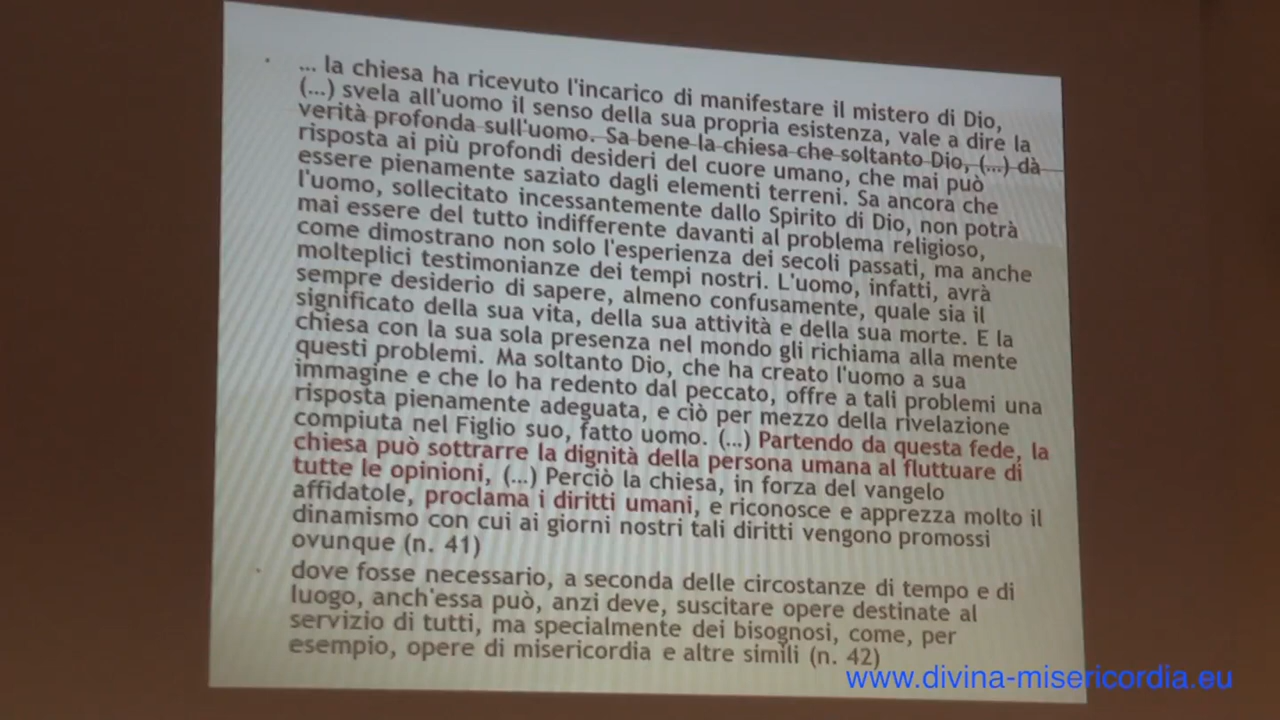 ... la chiesa ha ricevuto l'incarico di manifestare il mistero di Dio,
(...) svela all'uomo il senso della sua propria esistenza, vale a dire la
verità profonda sull'uomo. Sa bene la chiesa che soltanto Dio, (...) dà
risposta ai più profondi desideri del cuore umano, che mai può
essere pienamente saziato dagli elementi terreni. Sa ancora che
l'uomo, sollecitato incessantemente dallo Spirito di Dio, non potrà
mai essere del tutto indifferente davanti al problema religioso,
come dimostrano non solo l'esperienza dei secoli passati, ma anche
molteplici testimonianze dei tempi nostri. L'uomo, infatti, avrà
sempre desiderio di sapere, almeno confusamente, quale sia il
significato della sua vita, della sua attività e della sua morte. E la
chiesa con la sua sola presenza nel mondo gli richiama alla mente
questi problemi. Ma soltanto Dio, che ha creato l'uomo a sua
immagine e che lo ha redento dal peccato, offre a tali problemi una
risposta pienamente adeguata, e ciò per mezzo della rivelazione
compiuta nel Figlio suo, fatto uomo. (...) Partendo da questa fede, la
chiesa può sottrarre la dignità della persona umana al fluttuare di
tutte le opinioni, (...) Perciò la chiesa, in forza del vangelo
affidatole, proclama i diritti umani, e riconosce e apprezza molto il
dinamismo con cui ai giorni nostri tali diritti vengono promossi
ovunque (n. 41)
dove fosse necessario, a seconda delle circostanze di tempo e di
luogo, anch'essa può, anzi deve, suscitare opere destinate al
servizio di tutti, ma specialmente dei bisognosi, come, per
esempio, opere di misericordia e altre simili (n. 42)
www.divina-misericordia.eu